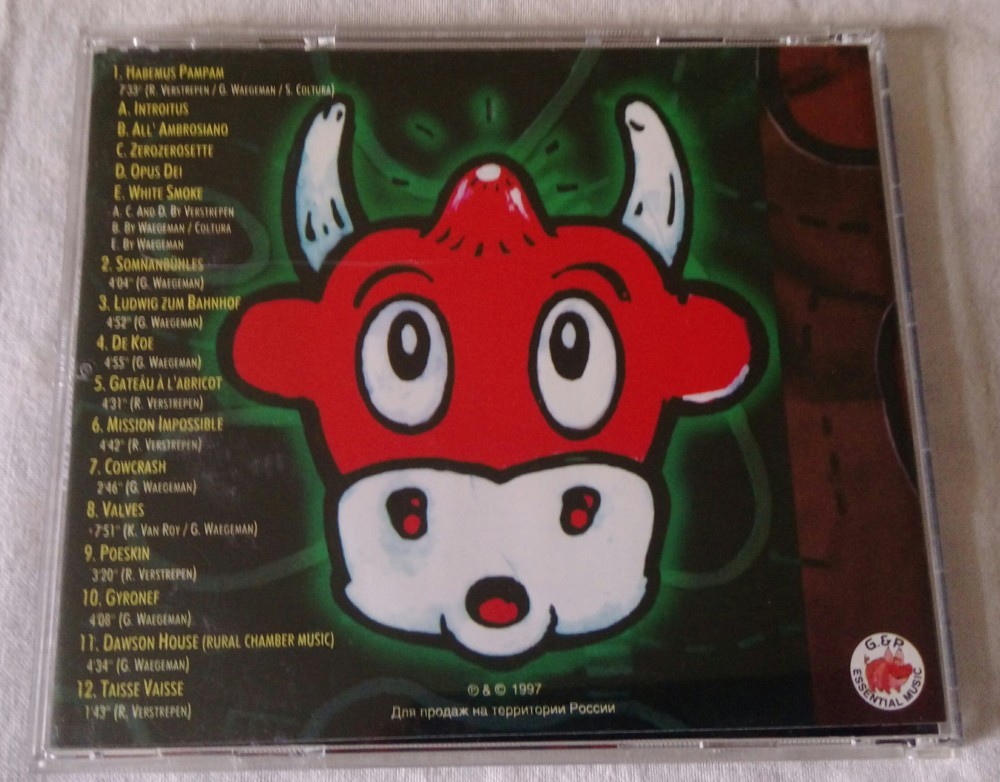 1. Habemus Pampam
7'33" (R. Verstrepen / G. Waegeman / S. Coltura)
A. Introitus
B. All' Ambrosiano
C. Zerozerosette
D. Opus Dei
E. White Smoke
A. C. And D. By Verstrepen
B. By Waegeman / Coltura
E. By Waegeman
2. Somnanbühles
4'04" (G. Waegeman)
3. Ludwig zum Bahnhof
4'52" (G. Waegeman)
4. De Koe
4'55" (G. Waegeman)
5. Gateâu à l'abricot
4'31" (R. Verstrepen)
6. Mission Impossible
4'42" (R. Verstrepen)
7. Cowcrash
2'46" (G. Waegeman)
8. Valves
7'51" (K. Van Roy / G. Waegeman)
9. Poeskin
3'20" (R. Verstrepen)
10. Gyronef
4'08" (G. Waegeman)
11. Dawson House (rural chamber music)
4'34" (G. Waegeman)
12. Taisse Vaisse
1'43" (R. Verstrepen)
℗ & © 1997
Для продаж на территории России
G.&P.
ESSENTIAL MUSIC